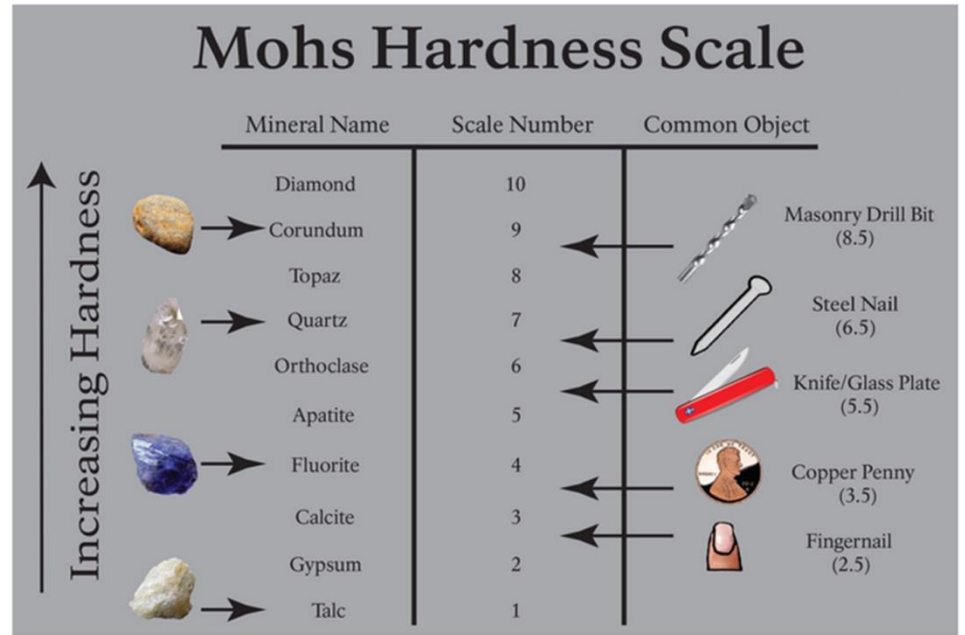 Mohs Hardness Scale
Mineral Name Scale Number Common Object
Increasing Hardness
Diamond 10
Corundum 9
Masonry Drill Bit
(8.5)
Topaz 8
Quartz 7
Steel Nail
(6.5)
Orthoclase 6
Knife/Glass Plate
(5.5)
Apatite 5
Fluorite 4
Copper Penny
(3.5)
Calcite 3
Fingernail
(2.5)
Gypsum 2
Talc 1